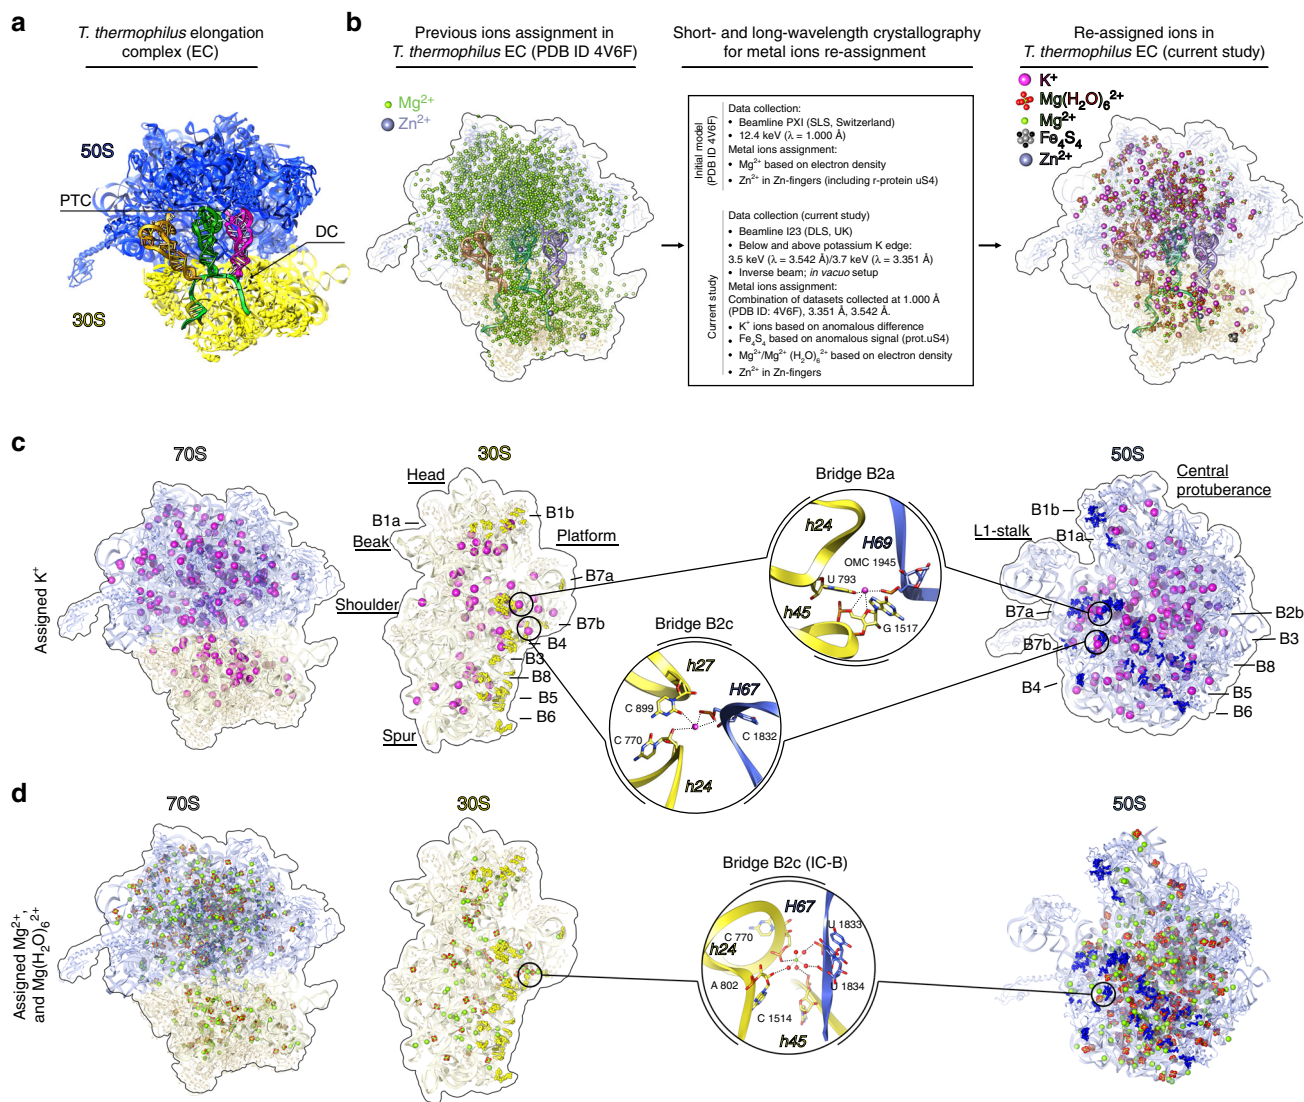 a
T. thermophilus elongation
complex (EC)
50S
PTC
DC
30S
b
Previous ions assignment in
T. thermophilus EC (PDB ID 4V6F)
Mg2+
Zn2+
Short- and long-wavelength crystallography
for metal ions re-assignment
Initial model
(PDB ID 4V6F)
Data collection:
• Beamline PXI (SLS, Switzerland)
• 12.4 keV (λ = 1.000 Å)
Metal ions assignment:
• Mg2+ based on electron density
• Zn2+ in Zn-fingers (including r-protein uS4)
Current study
Data collection (current study)
• Beamline I23 (DLS, UK)
• Below and above potassium K edge:
3.5 keV (λ = 3.542 Å)/3.7 keV (λ = 3.351 Å)
• Inverse beam; in vacuo setup
Metal ions assignment:
Combination of datasets collected at 1.000 Å
(PDB ID: 4V6F), 3.351 Å, 3.542 Å.
• K+ ions based on anomalous difference
• Fe4S4 based on anomalous signal (prot.uS4)
• Mg2+/Mg2+ (H2O)62+ based on electron density
• Zn2+ in Zn-fingers
Re-assigned ions in
T. thermophilus EC (current study)
K+
Mg(H2O)62+
Mg2+
Fe4S4
Zn2+
c
Assigned K+
70S
30S
Head
B1a
Beak
B1b
Platform
B7a
Shoulder
B7b
B4
B3
B8
B5
B6
Spur
Bridge B2a
h24
H69
OMC 1945
U 793
h45
G 1517
Bridge B2c
h27
H67
C 899
C 770
C 1832
h24
50S
Central
protuberance
B1b
L1-stalk
B1a
B7a
B2b
B7b
B3
B8
B4
B5
B6
d
Assigned Mg2+,
and Mg(H2O)62+
70S
30S
Bridge B2c (IC-B)
H67
C 770
U 1833
h24
A 802
U 1834
C 1514
h45
50S